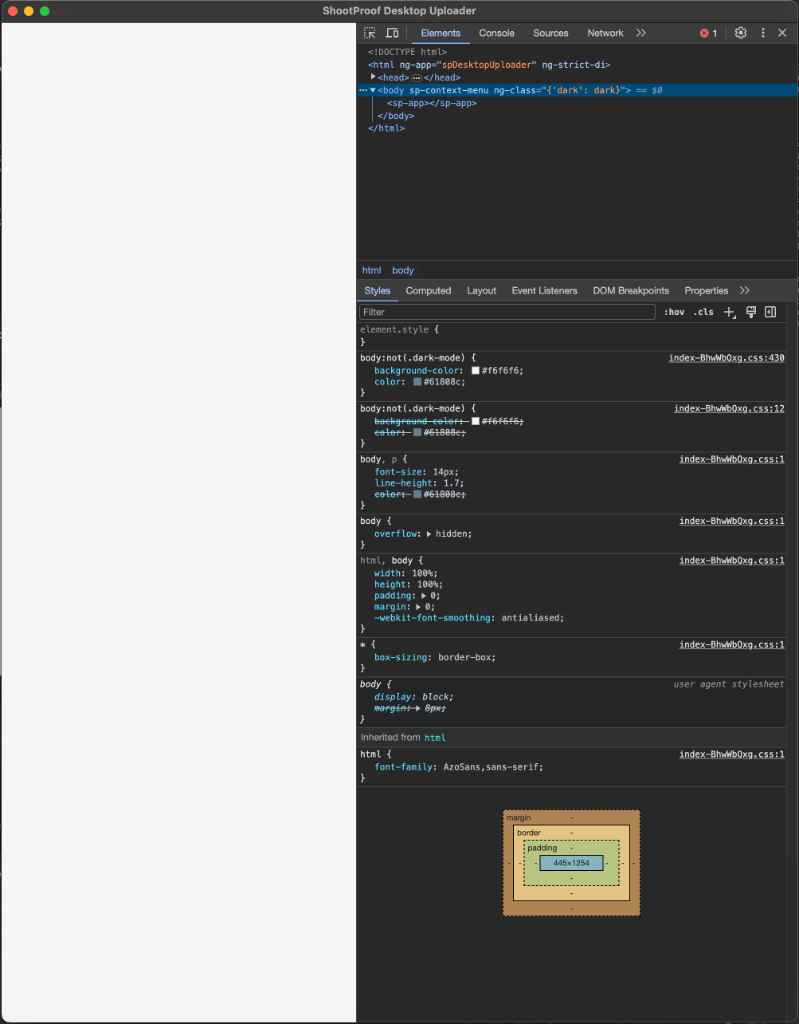 ShootProof Desktop Uploader
Elements Console Sources Network 1
<!DOCTYPE html>
<html ng-app="spDesktopUploader" ng-strict-di>
<head> … </head>
<body sp-context-menu ng-class="{'dark': dark}"> == $0
<sp-app></sp-app>
</body>
</html>
html body
Styles Computed Layout Event Listeners DOM Breakpoints Properties
Filter :hov .cls
element.style {
}
body:not(.dark-mode) { index-BhwWbQxg.css:430
background-color: #f6f6f6;
color: #61808c;
}
body:not(.dark-mode) { index-BhwWbQxg.css:12
background-color: #f6f6f6;
color: #61808c;
}
body, p { index-BhwWbQxg.css:1
font-size: 14px;
line-height: 1.7;
color: #61808c;
}
body { index-BhwWbQxg.css:1
overflow: hidden;
}
html, body { index-BhwWbQxg.css:1
width: 100%;
height: 100%;
padding: 0;
margin: 0;
-webkit-font-smoothing: antialiased;
}
* { index-BhwWbQxg.css:1
box-sizing: border-box;
}
body { user agent stylesheet
display: block;
margin: 8px;
}
Inherited from html
html { index-BhwWbQxg.css:1
font-family: AzoSans,sans-serif;
}
margin -
border -
padding -
- - - 445×1254 - - -
-
-
-